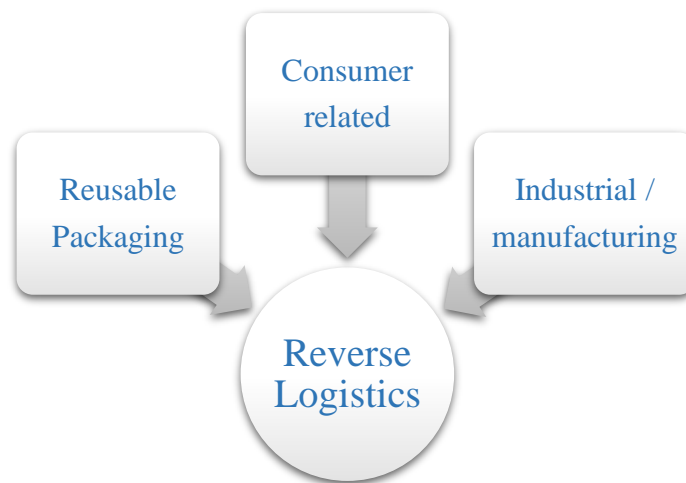 Consumer
related
Reusable
Packaging
Industrial /
manufacturing
Reverse
Logistics